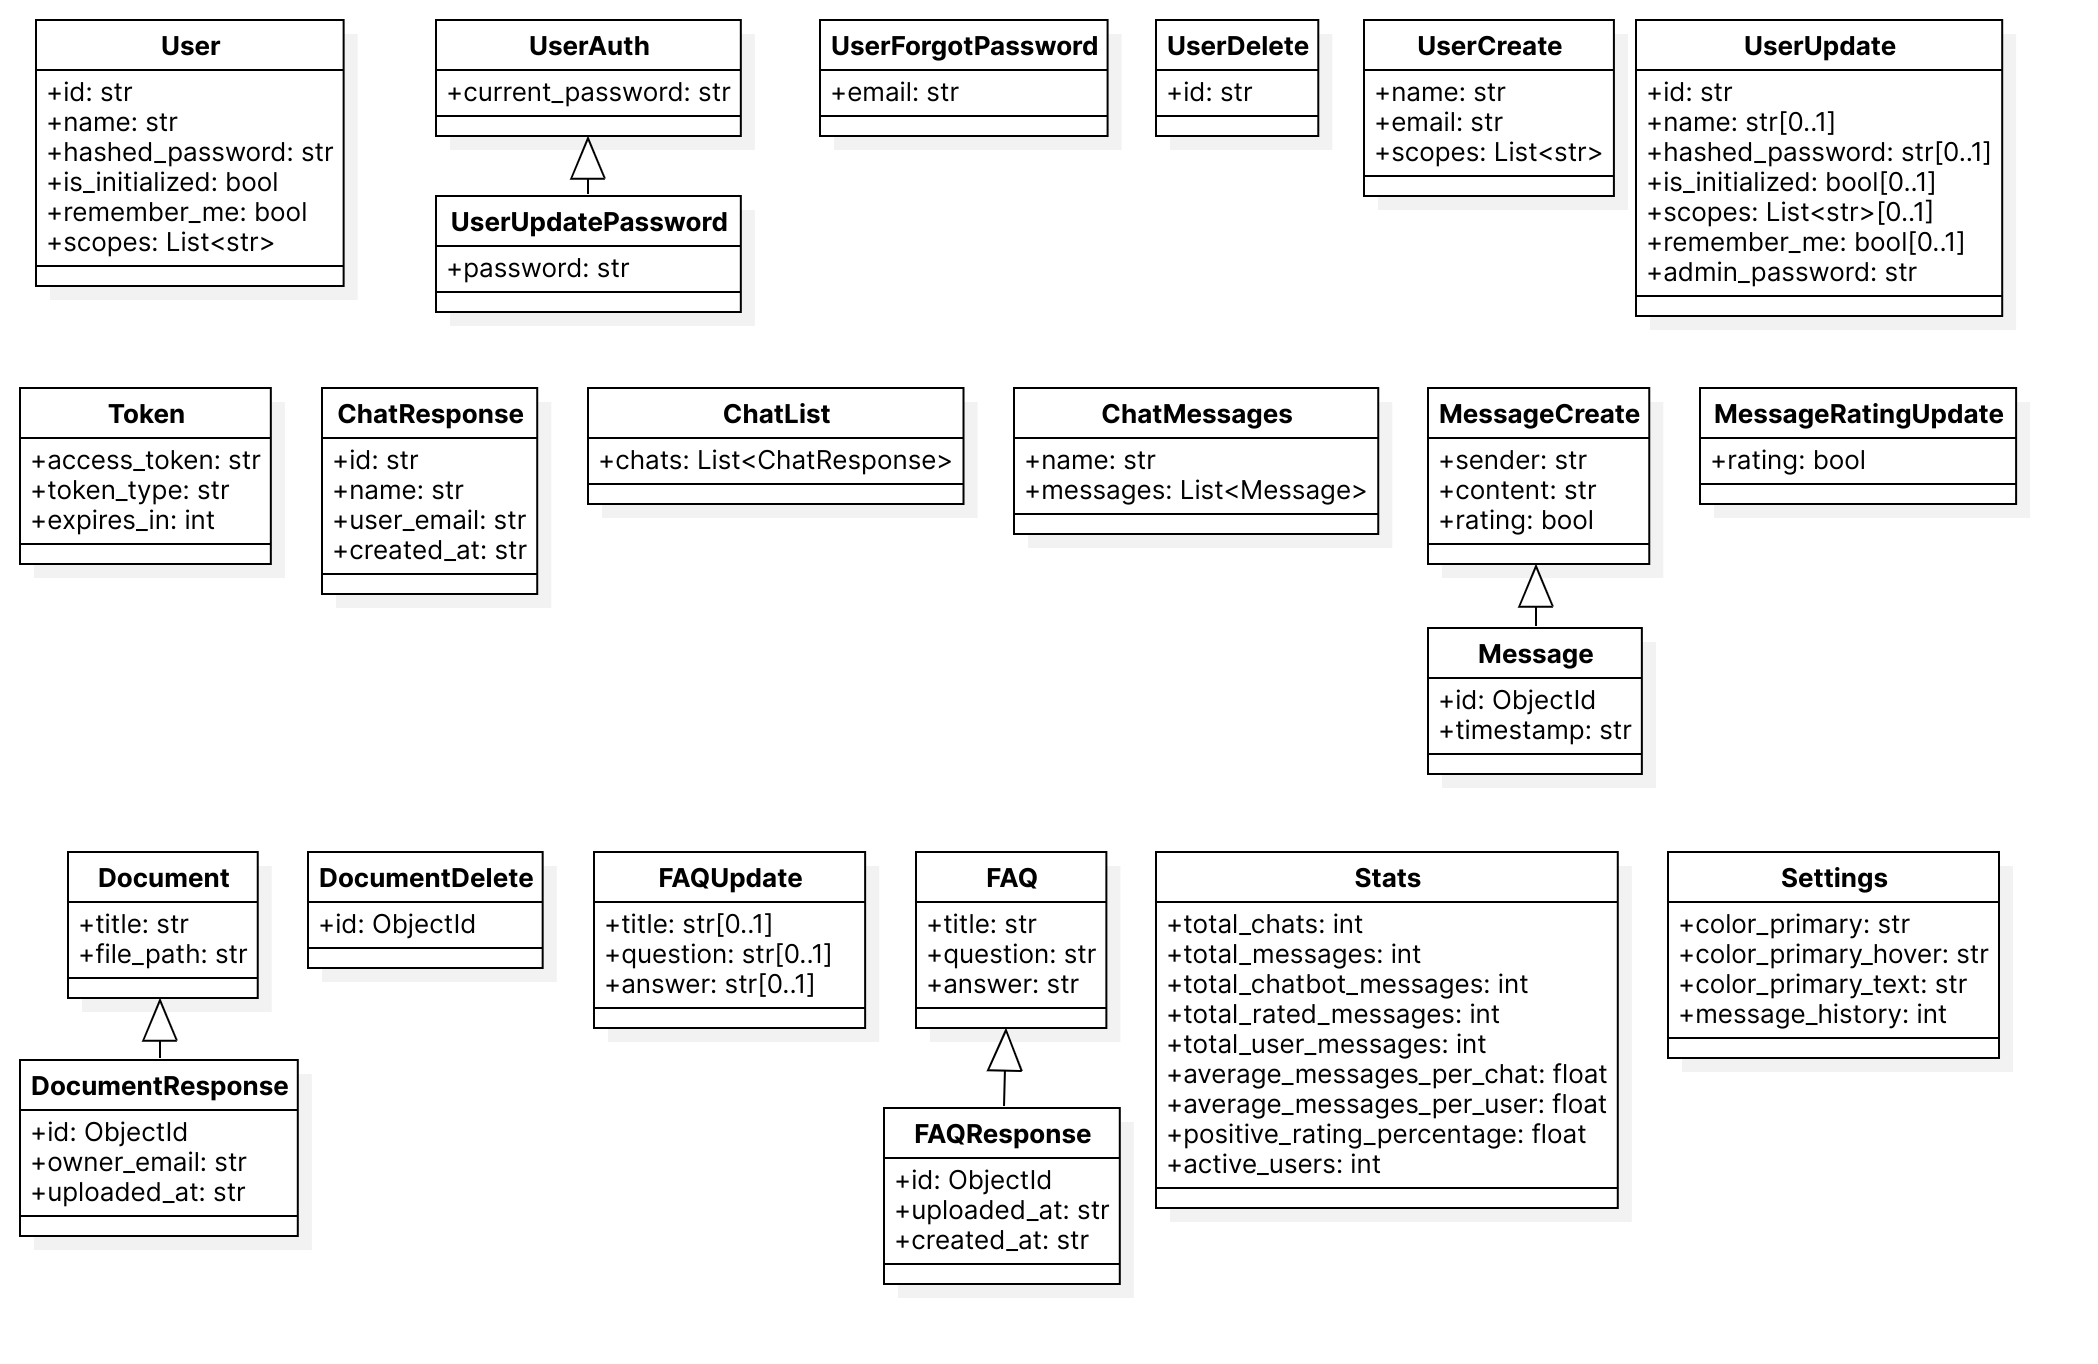 User
+id: str
+name: str
+hashed_password: str
+is_initialized: bool
+remember_me: bool
+scopes: List<str>
UserAuth
+current_password: str
UserUpdatePassword
+password: str
UserForgotPassword
+email: str
UserDelete
+id: str
UserCreate
+name: str
+email: str
+scopes: List<str>
UserUpdate
+id: str
+name: str[0..1]
+hashed_password: str[0..1]
+is_initialized: bool[0..1]
+scopes: List<str>[0..1]
+remember_me: bool[0..1]
+admin_password: str
Token
+access_token: str
+token_type: str
+expires_in: int
ChatResponse
+id: str
+name: str
+user_email: str
+created_at: str
ChatList
+chats: List<ChatResponse>
ChatMessages
+name: str
+messages: List<Message>
MessageCreate
+sender: str
+content: str
+rating: bool
Message
+id: ObjectId
+timestamp: str
MessageRatingUpdate
+rating: bool
Document
+title: str
+file_path: str
DocumentResponse
+id: ObjectId
+owner_email: str
+uploaded_at: str
DocumentDelete
+id: ObjectId
FAQUpdate
+title: str[0..1]
+question: str[0..1]
+answer: str[0..1]
FAQ
+title: str
+question: str
+answer: str
FAQResponse
+id: ObjectId
+uploaded_at: str
+created_at: str
Stats
+total_chats: int
+total_messages: int
+total_chatbot_messages: int
+total_rated_messages: int
+total_user_messages: int
+average_messages_per_chat: float
+average_messages_per_user: float
+positive_rating_percentage: float
+active_users: int
Settings
+color_primary: str
+color_primary_hover: str
+color_primary_text: str
+message_history: int